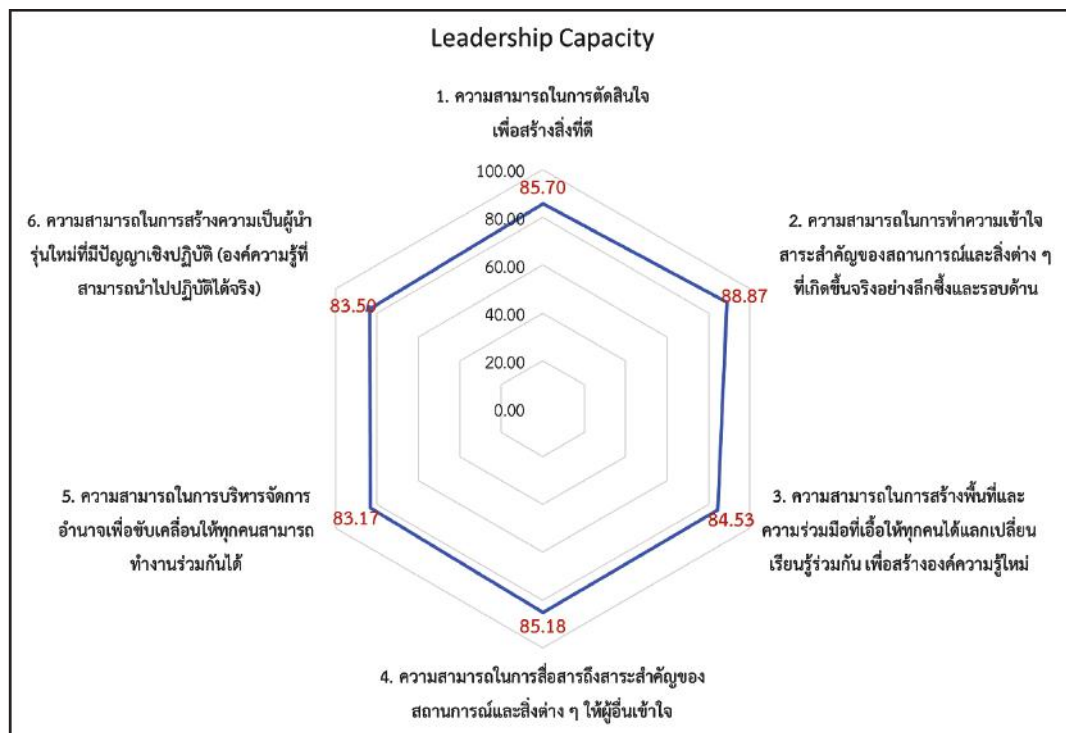 Leadership Capacity
1. ความสามารถในการตัดสินใจ
เพื่อสร้างสิ่งที่ดี
100.00
85.70
80.00
60.00
40.00
20.00
0.00
2. ความสามารถในการทำความเข้าใจ
สาระสำคัญของสถานการณ์และสิ่งต่าง ๆ
ที่เกิดขึ้นจริงอย่างลึกซึ้งและรอบด้าน
88.87
3. ความสามารถในการสร้างพื้นที่และ
ความร่วมมือที่เอื้อให้ทุกคนได้แลกเปลี่ยน
เรียนรู้ร่วมกัน เพื่อสร้างองค์ความรู้ใหม่
84.53
85.18
4. ความสามารถในการสื่อสารถึงสาระสำคัญของ
สถานการณ์และสิ่งต่าง ๆ ให้ผู้อื่นเข้าใจ
5. ความสามารถในการบริหารจัดการ
อำนาจเพื่อขับเคลื่อนให้ทุกคนสามารถ
ทำงานร่วมกันได้
83.17
6. ความสามารถในการสร้างความเป็นผู้นำ
รุ่นใหม่ที่มีปัญญาเชิงปฏิบัติ (องค์ความรู้ที่
สามารถนำไปปฏิบัติได้จริง)
83.50